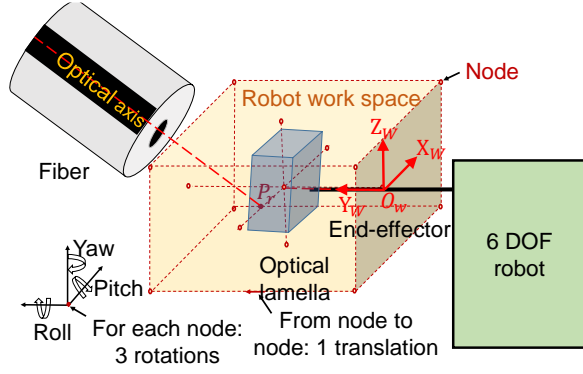 Node
Optical axis
Robot work space
Z_W
X_W
Fiber
P_r
Y_W
O_w
End-effector
6 DOF
robot
Yaw
Pitch
Roll
Optical
lamella
For each node:
3 rotations
From node to
node: 1 translation